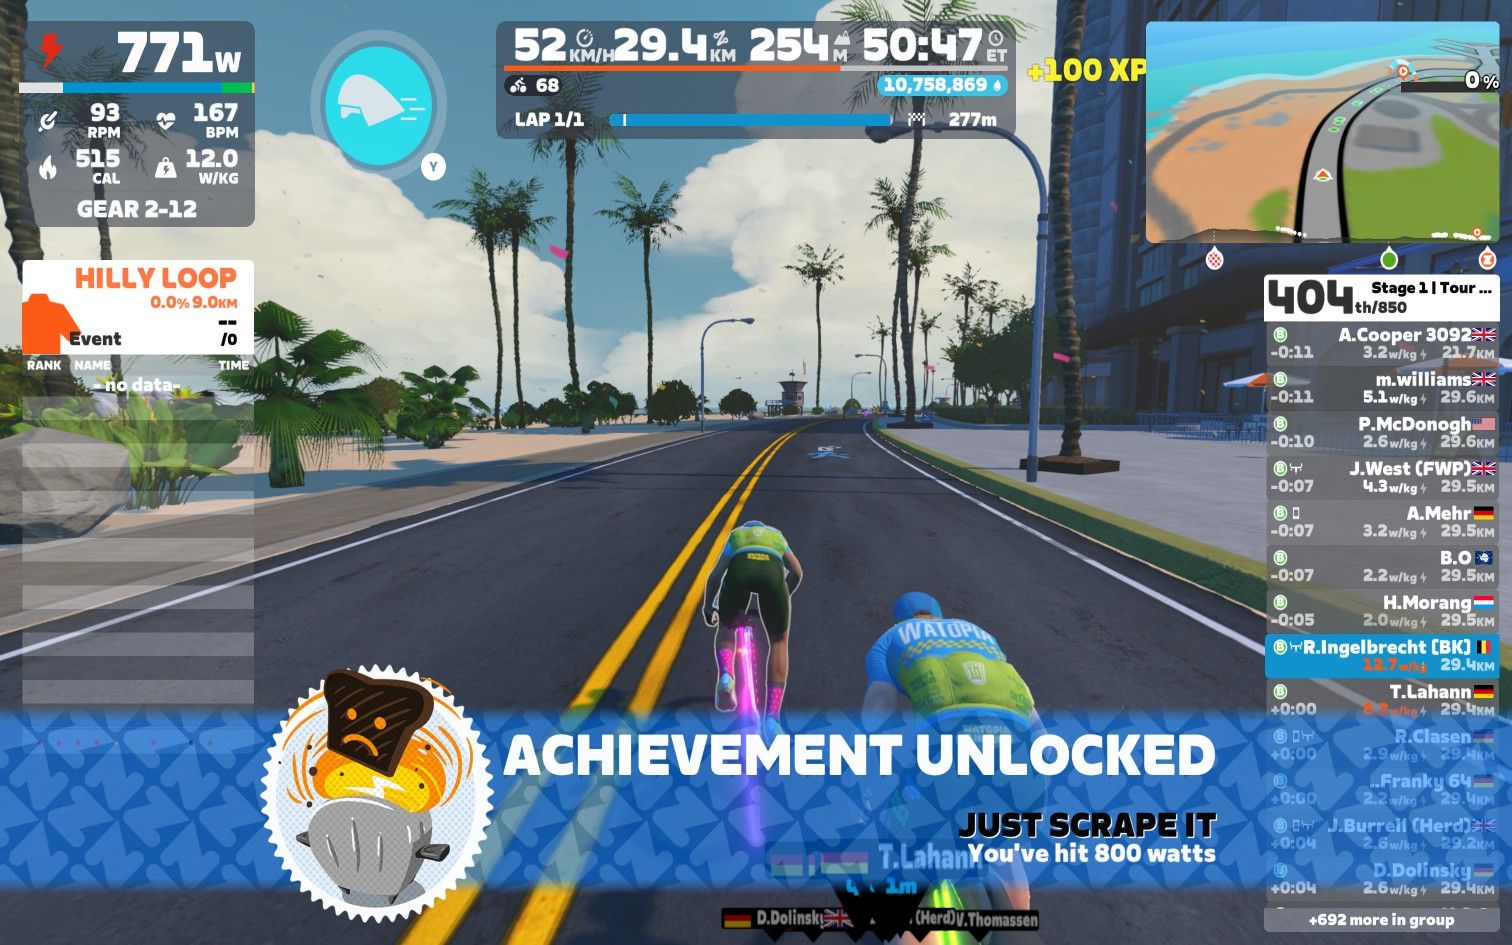 771W
93 RPM
167 BPM
515 CAL
12.0 W/KG
GEAR 2-12
HILLY LOOP
0.0% 9.0KM
--
Event /0
RANK NAME TIME
- no data-
Y
52 KM/H 29.4 KM 254 M 50:47 ET
68
10,758,869
LAP 1/1 277m
+100 XP
0%
404th/850
Stage 1 | Tour ...
B A.Cooper 3092
-0:11 3.2w/kg 21.7KM
B m.williams
-0:11 5.1w/kg 29.6KM
B P.McDonogh
-0:10 2.6w/kg 29.6KM
B J.West (FWP)
-0:07 4.3w/kg 29.5KM
B A.Mehr
-0:07 3.2w/kg 29.5KM
B B.O
-0:07 2.2w/kg 29.5KM
B H.Morang
-0:05 2.0w/kg 29.5KM
B R.Ingelbrecht [BK]
12.7w/kg 29.4KM
B T.Lahann
+0:00 29.4KM
B R.Clasen
+0:00 2.9w/kg 29.4KM
B ..Franky 64
+0:00 2.2w/kg 29.4KM
B J.Burrell (Herd)
+0:04 2.6w/kg 29.2KM
B D.Dolinsky
+0:04 2.6w/kg 29.4KM
+692 more in group
WATOPIA
WATOPIA
ACHIEVEMENT UNLOCKED
JUST SCRAPE IT
You've hit 800 watts
T.Lahann
1m
D.Dolinsky
(Herd)
V.Thomassen